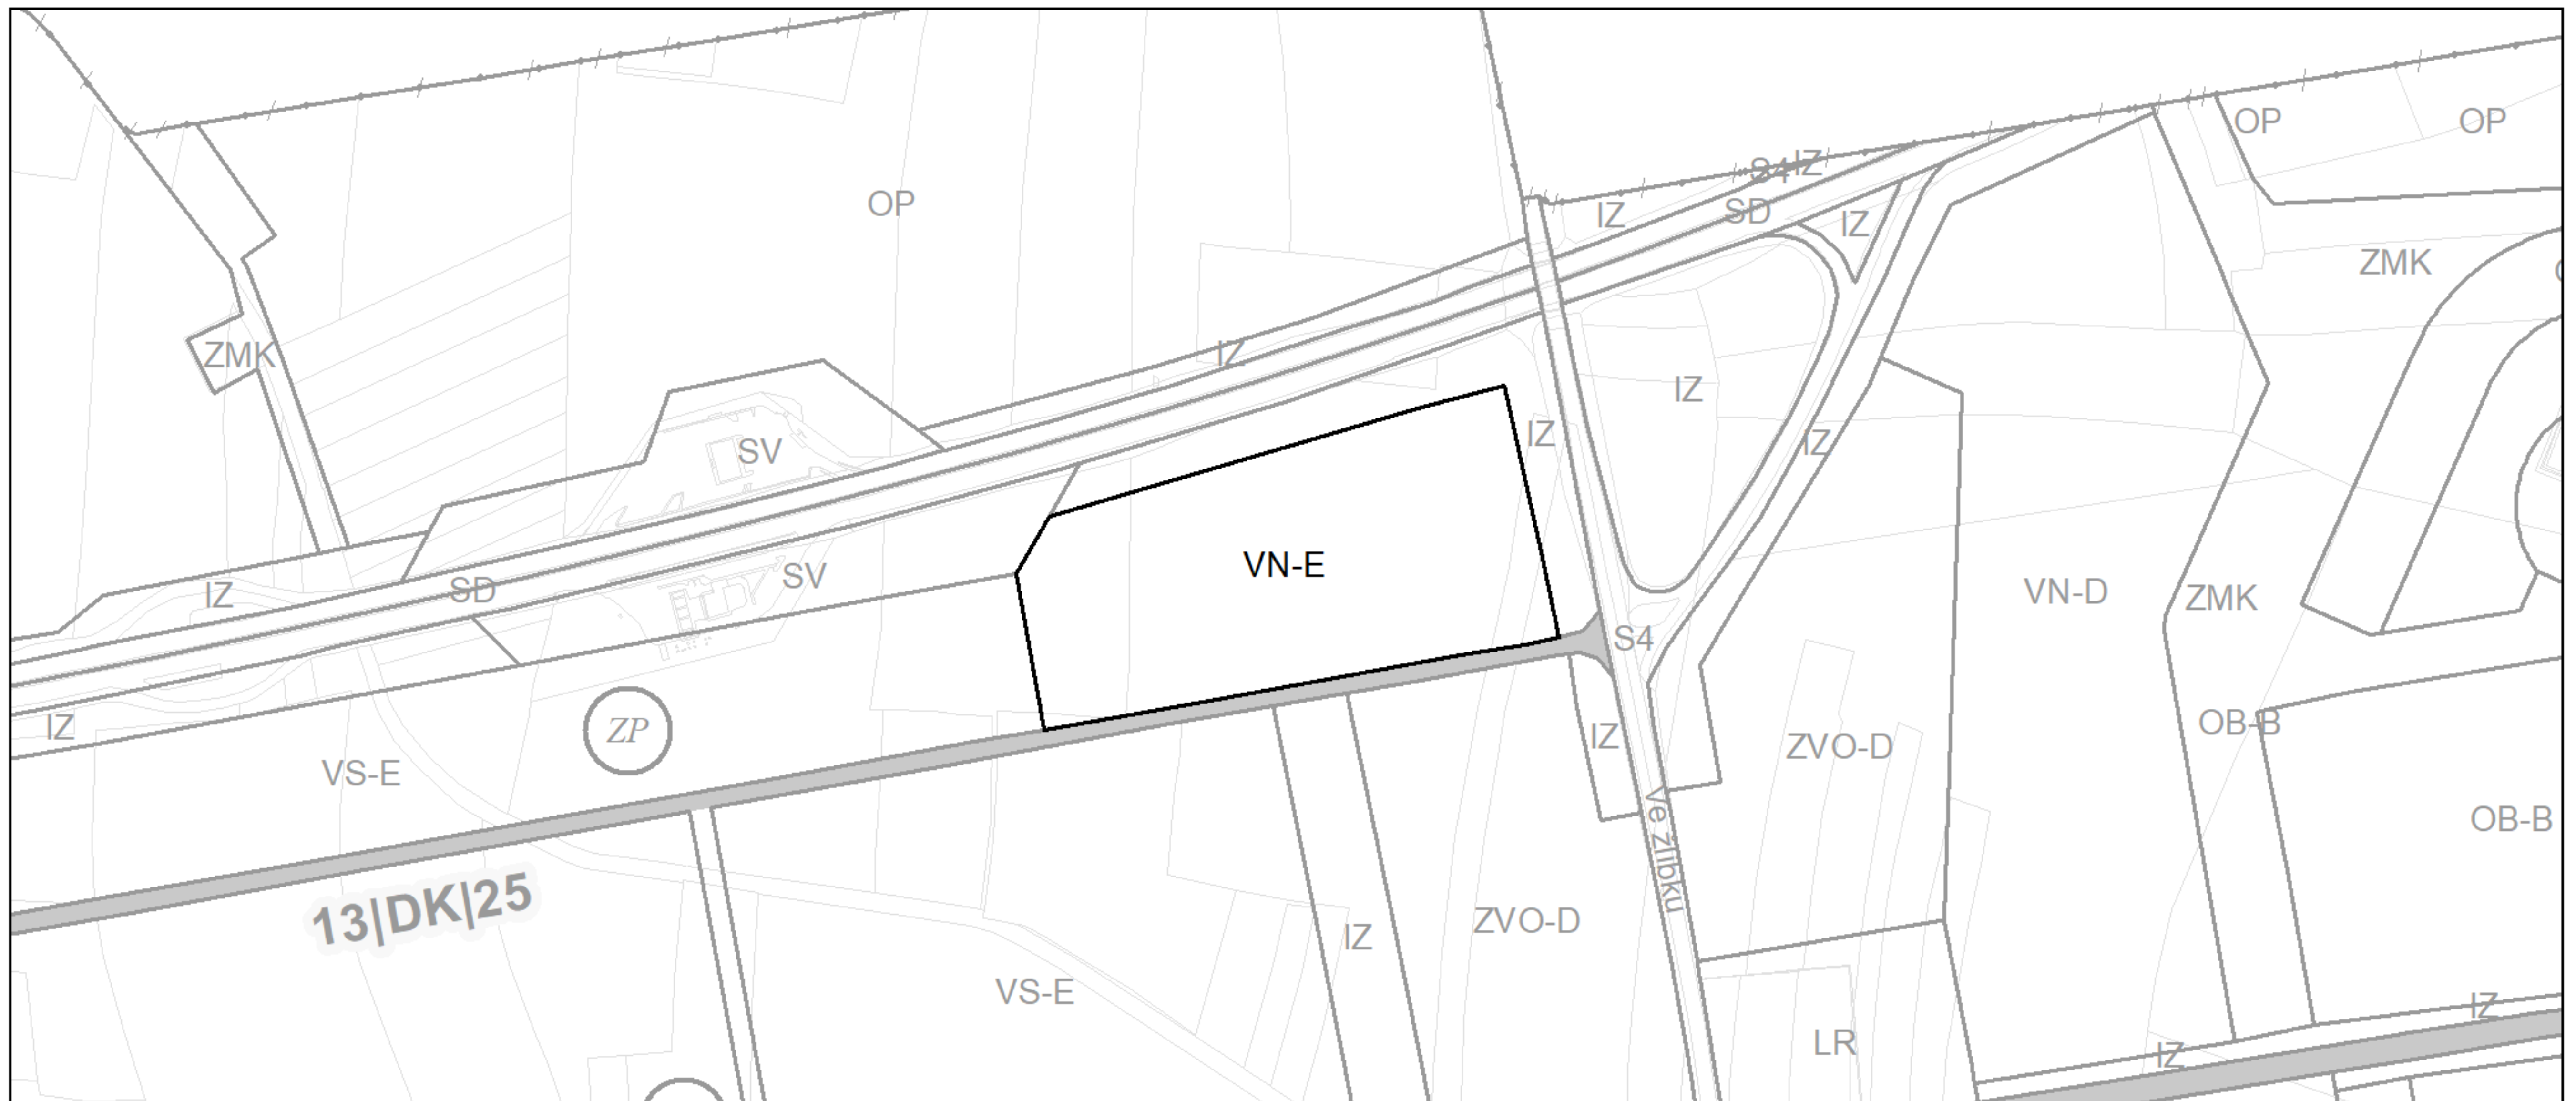 OP
OP
S4IZ
OP
IZ
SD
IZ
ZMK
IZ
ZMK
IZ
IZ
IZ
SV
VN-E
SV
SD
IZ
VN-D
ZMK
S4
IZ
ZP
OB-B
IZ
ZVO-D
VS-E
OB-B
Ve žlíbku
13|DK|25
ZVO-D
IZ
VS-E
IZ
LR
IZ